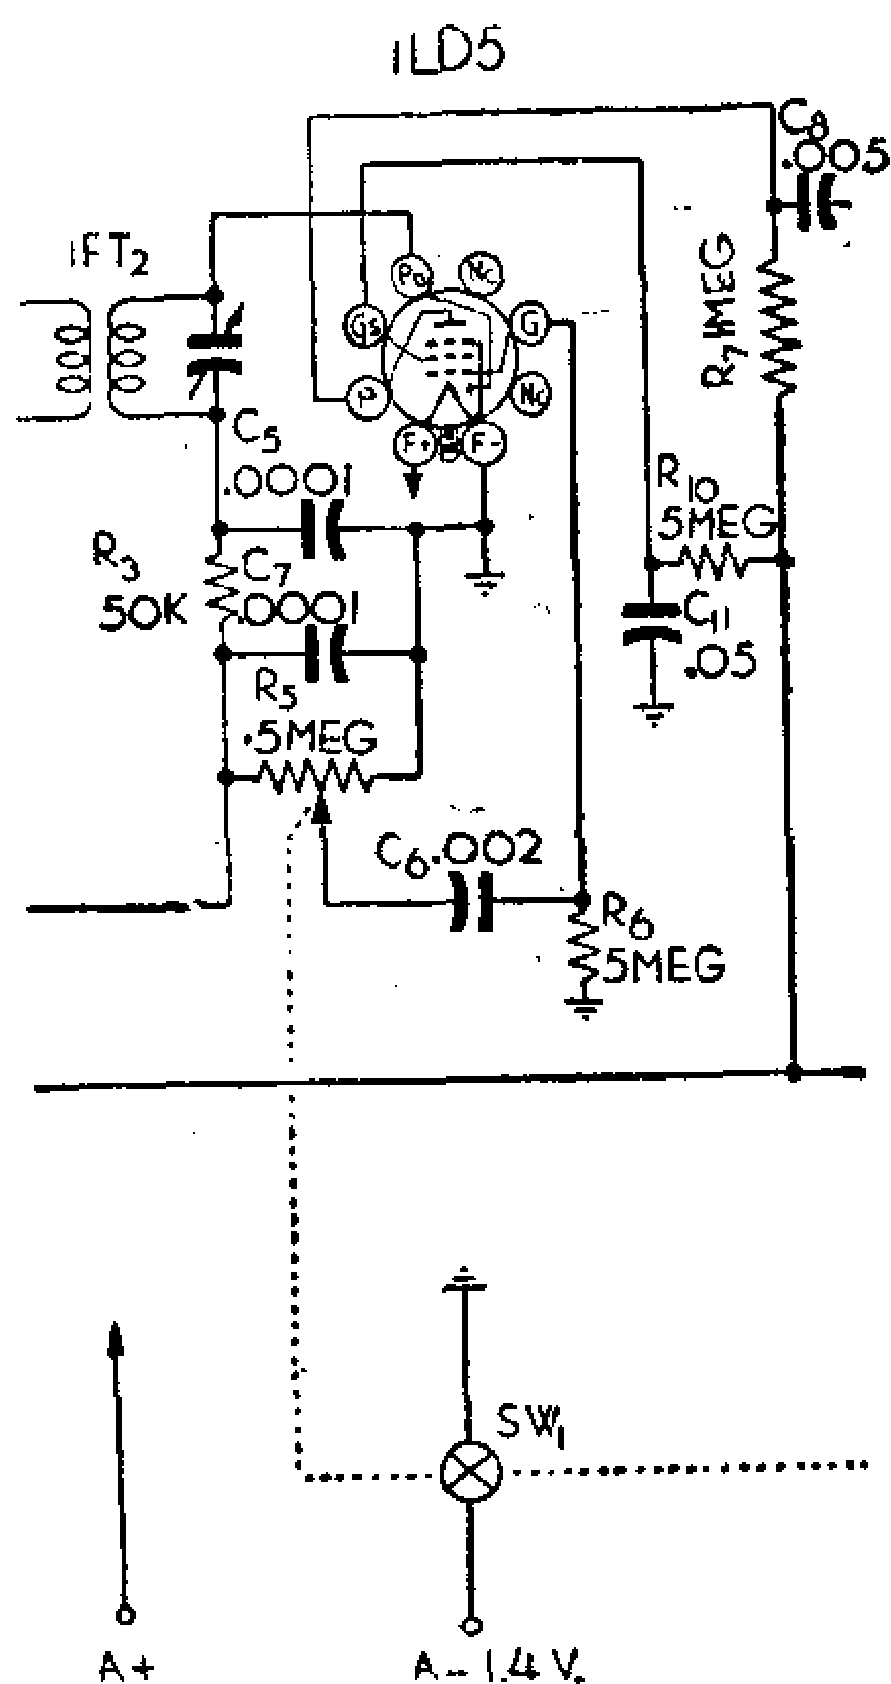 1LD5
C8
.005
IFT2
PD
NC
GS
G
R7 1MEG
P
NC
F+
F-
C5
.0001
R10
5MEG
R3
50K
C7
.0001
C11
.05
R5
.5MEG
C6 .002
R6
5MEG
SW1
A+
A- 1.4 V.